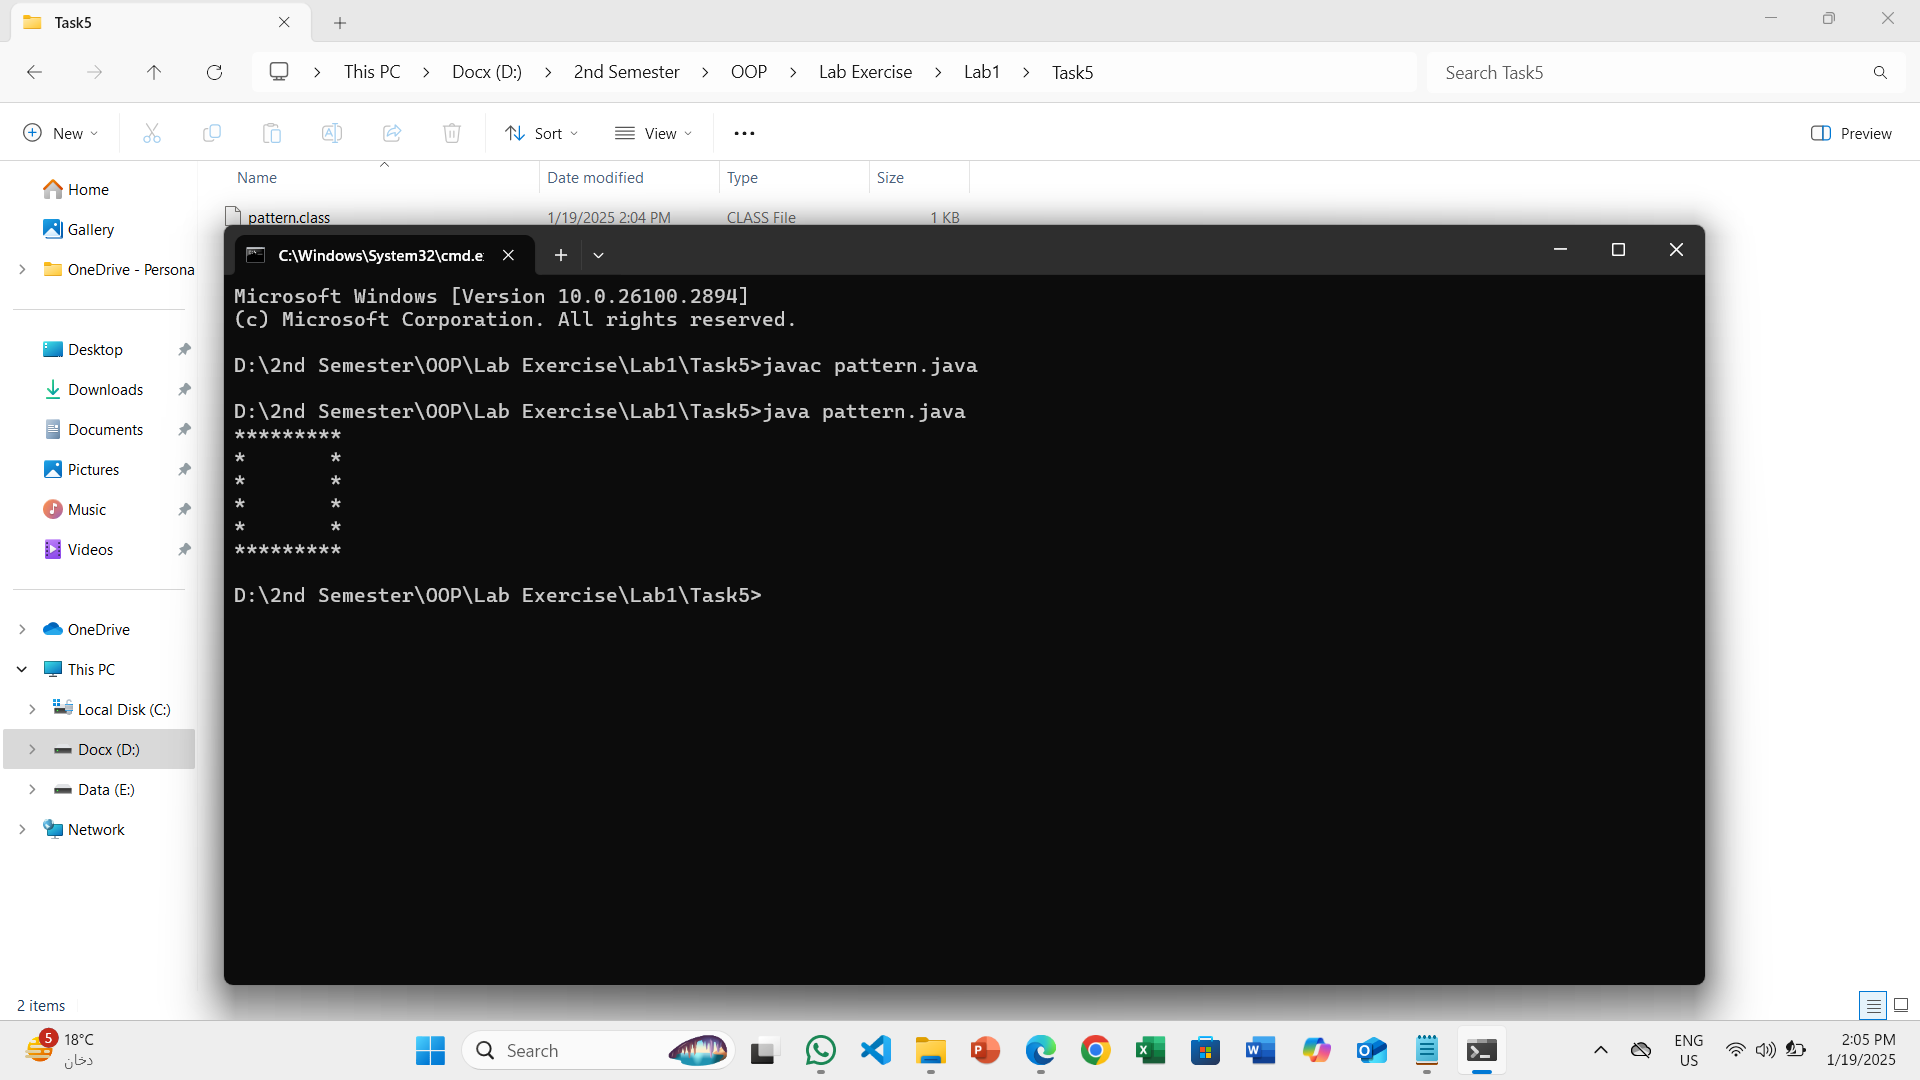 Task5
This PC
Docx (D:)
2nd Semester
OOP
Lab Exercise
Lab1
Task5
Search Task5
New
Sort
View
Preview
Name
Date modified
Type
Size
pattern.class
1/19/2025 2:04 PM
CLASS File
1 KB
Home
Gallery
OneDrive - Persona
Desktop
Downloads
Documents
Pictures
Music
Videos
OneDrive
This PC
Local Disk (C:)
Docx (D:)
Data (E:)
Network
2 items
C:\Windows\System32\cmd.e
Microsoft Windows [Version 10.0.26100.2894]
(c) Microsoft Corporation. All rights reserved.
D:\2nd Semester\OOP\Lab Exercise\Lab1\Task5>javac pattern.java
D:\2nd Semester\OOP\Lab Exercise\Lab1\Task5>java pattern.java
*********
*       *
*       *
*       *
*       *
*********
D:\2nd Semester\OOP\Lab Exercise\Lab1\Task5>
5
18°C
دخان
Search
ENG
US
2:05 PM
1/19/2025